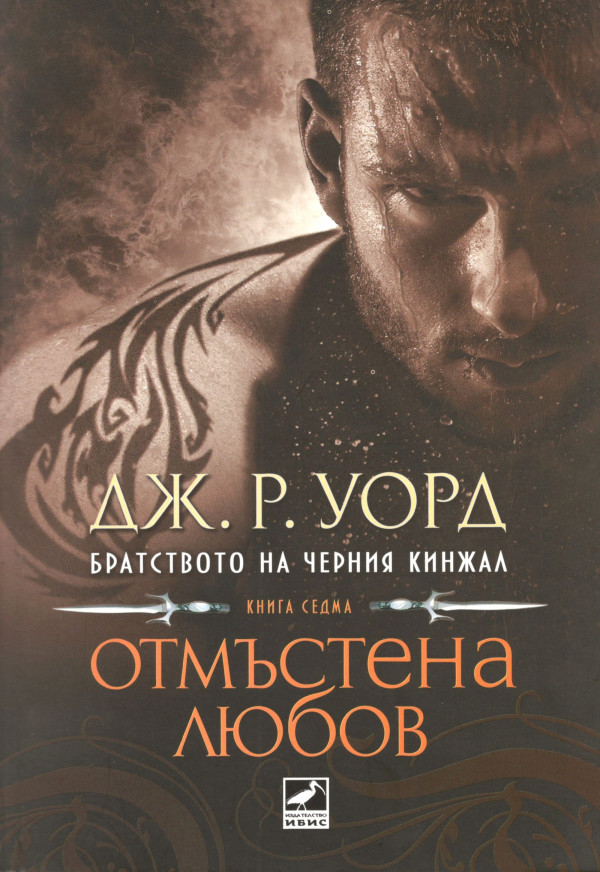 ДЖ. Р. УОРД
БРАТСТВОТО НА ЧЕРНИЯ КИНЖАЛ
КНИГА СЕДМА
ОТМЪСТЕНА
ЛЮБОВ
ИЗДАТЕЛСТВО
ИБИС